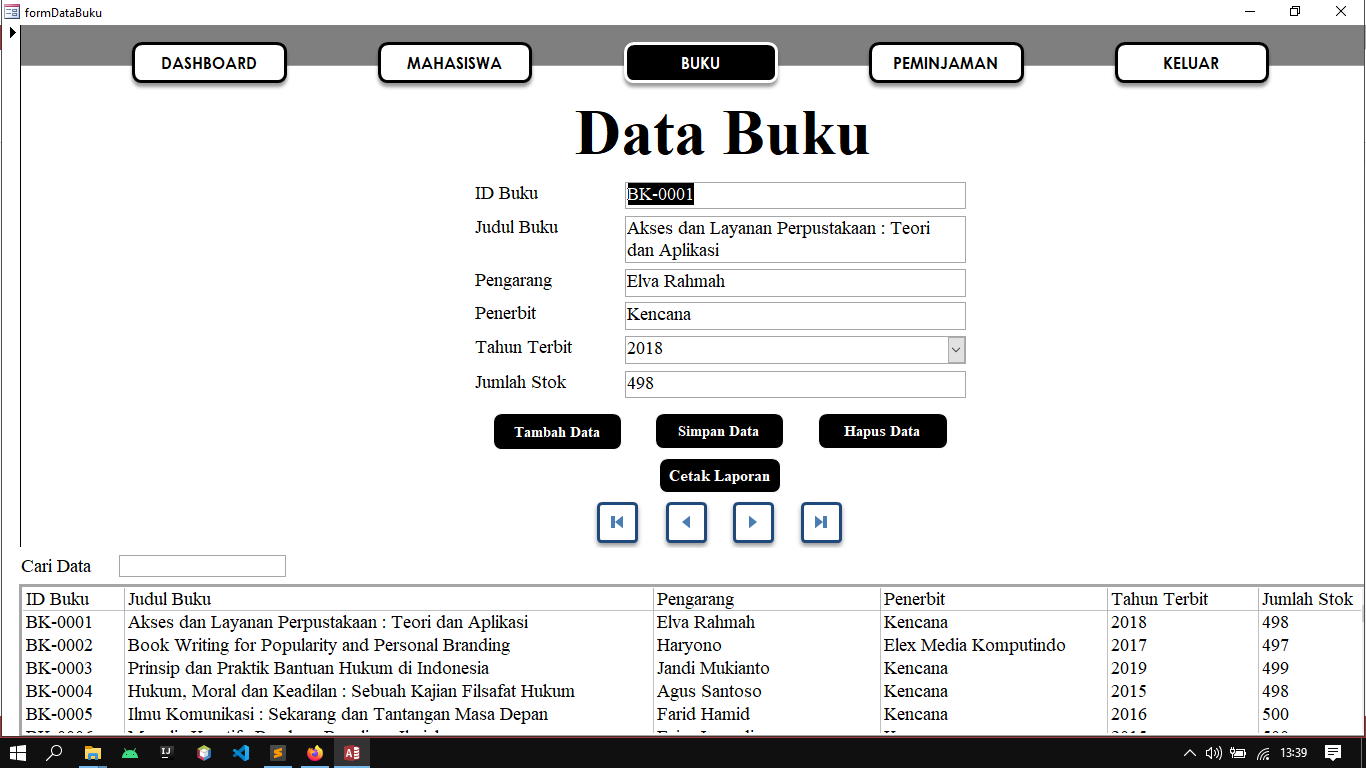 formDataBuku
DASHBOARD MAHASISWA BUKU PEMINJAMAN KELUAR
Data Buku
ID Buku BK-0001
Judul Buku Akses dan Layanan Perpustakaan : Teori
dan Aplikasi
Pengarang Elva Rahmah
Penerbit Kencana
Tahun Terbit 2018
Jumlah Stok 498
Tambah Data Simpan Data Hapus Data
Cetak Laporan
Cari Data
ID Buku Judul Buku Pengarang Penerbit Tahun Terbit Jumlah Stok
BK-0001 Akses dan Layanan Perpustakaan : Teori dan Aplikasi Elva Rahmah Kencana 2018 498
BK-0002 Book Writing for Popularity and Personal Branding Haryono Elex Media Komputindo 2017 497
BK-0003 Prinsip dan Praktik Bantuan Hukum di Indonesia Jandi Mukianto Kencana 2019 499
BK-0004 Hukum, Moral dan Keadilan : Sebuah Kajian Filsafat Hukum Agus Santoso Kencana 2015 498
BK-0005 Ilmu Komunikasi : Sekarang dan Tantangan Masa Depan Farid Hamid Kencana 2016 500
13:39